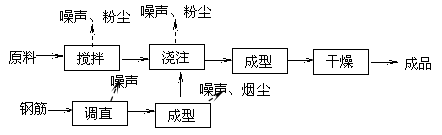 噪声、粉尘 噪声、粉尘
原料 搅拌 浇注 成型 干燥 成品
噪声 噪声、烟尘
钢筋 调直 成型